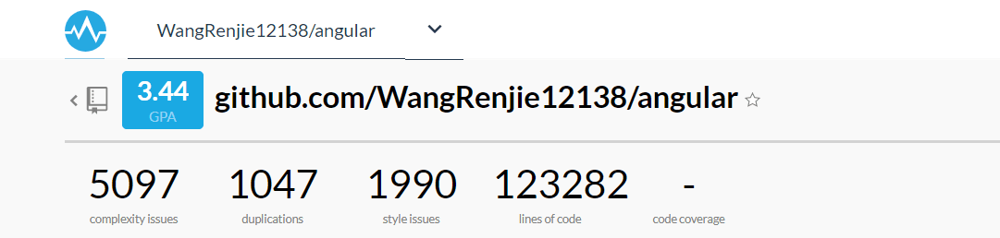 WangRenjie12138/angular
3.44
GPA
github.com/WangRenjie12138/angular
5097 1047 1990 123282 -
complexity issues duplications style issues lines of code code coverage